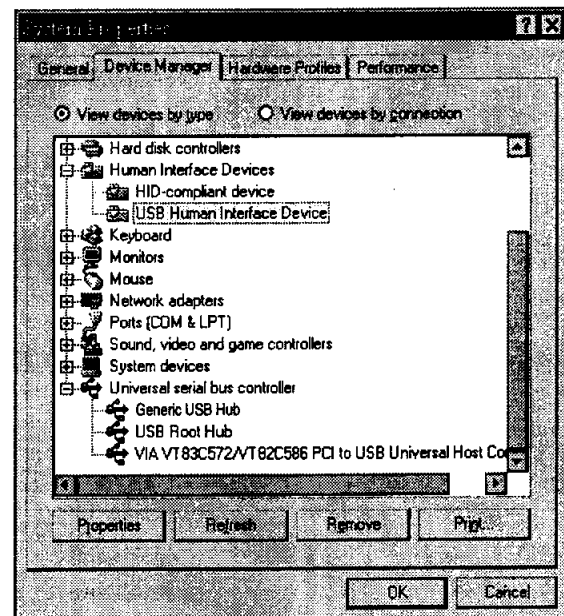 System Properties
General Device Manager Hardware Profiles Performance
View devices by type View devices by connection
Hard disk controllers
Human Interface Devices
HID-compliant device
USB Human Interface Device
Keyboard
Monitors
Mouse
Network adapters
Ports (COM & LPT)
Sound, video and game controllers
System devices
Universal serial bus controller
Generic USB Hub
USB Root Hub
VIA VT83C572/VT82C586 PCI to USB Universal Host Co
Properties Refresh Remove Print...
OK Cancel